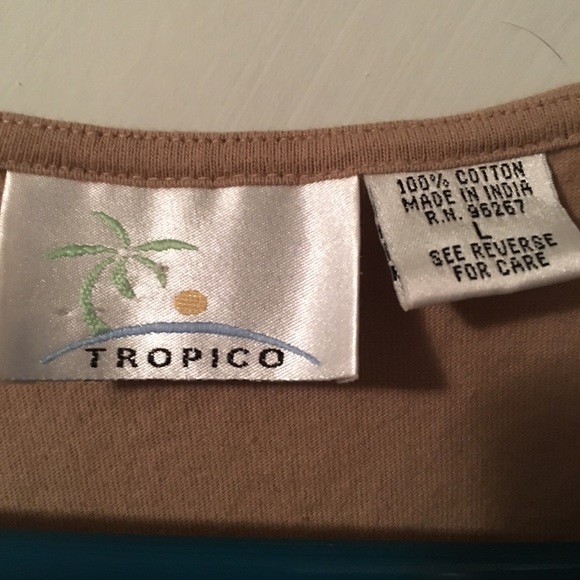 TROPICO
100% COTTON
MADE IN INDIA
R.N. 96267
L
SEE REVERSE
FOR CARE